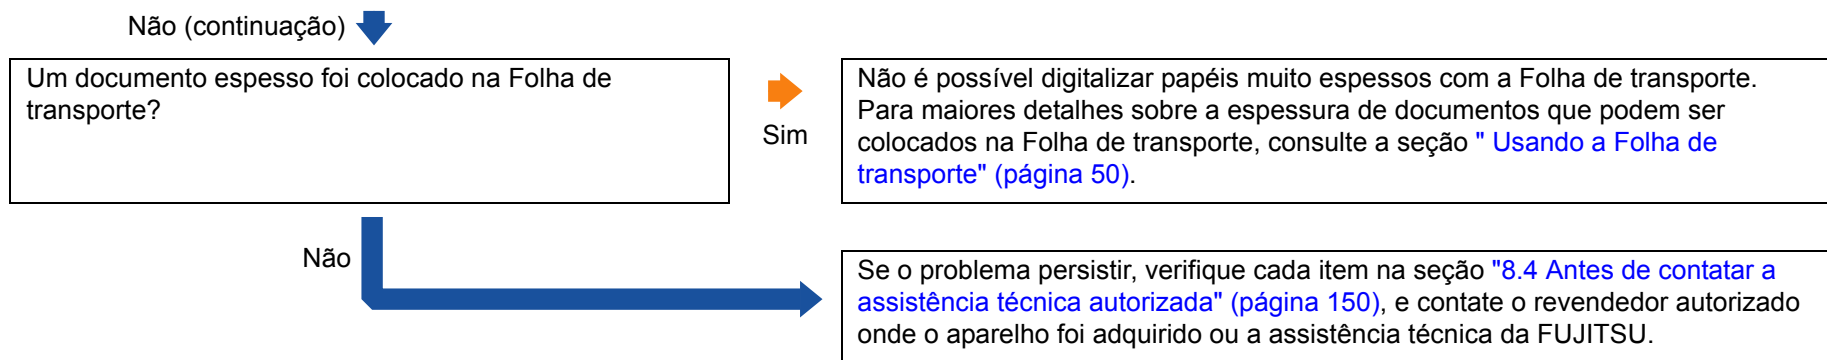 Não (continuação)
Um documento espesso foi colocado na Folha de
transporte?
Sim
Não é possível digitalizar papéis muito espessos com a Folha de transporte.
Para maiores detalhes sobre a espessura de documentos que podem ser
colocados na Folha de transporte, consulte a seção " Usando a Folha de
transporte" (página 50).
Não
Se o problema persistir, verifique cada item na seção "8.4 Antes de contatar a
assistência técnica autorizada" (página 150), e contate o revendedor autorizado
onde o aparelho foi adquirido ou a assistência técnica da FUJITSU.